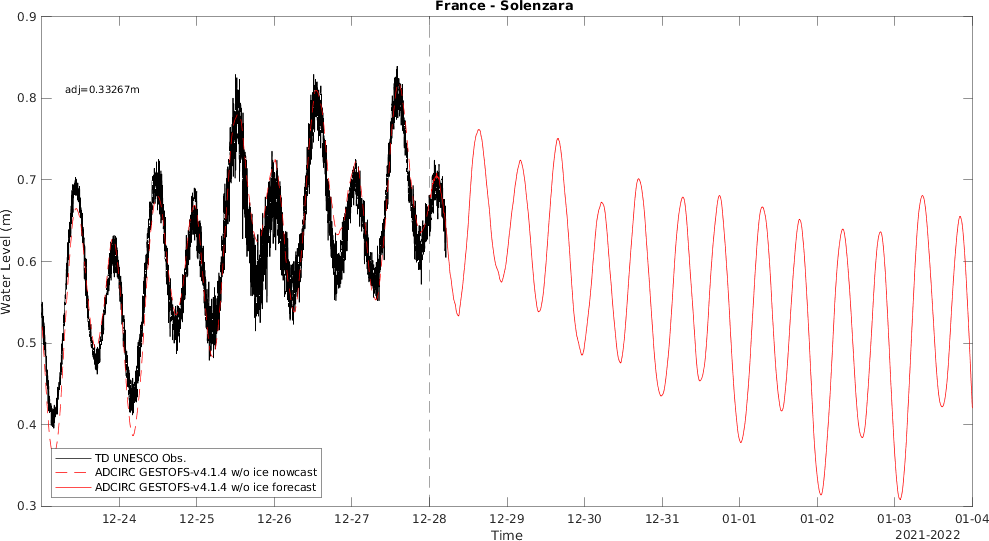 France - Solenzara
0.9
0.8
0.7
0.6
0.5
0.4
0.3
Water Level (m)
adj=0.33267m
TD UNESCO Obs.
ADCIRC GESTOFS-v4.1.4 w/o ice nowcast
ADCIRC GESTOFS-v4.1.4 w/o ice forecast
12-24 12-25 12-26 12-27 12-28 12-29 12-30 12-31 01-01 01-02 01-03 01-04
Time
2021-2022